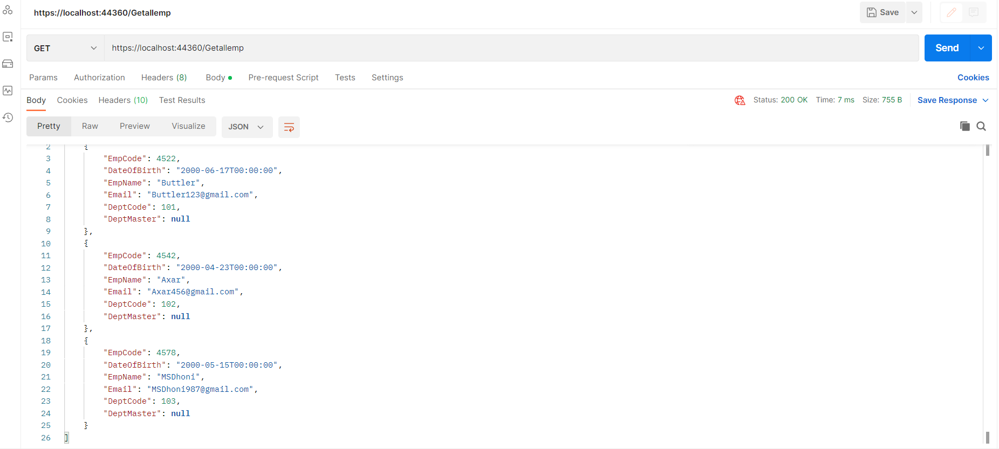 https://localhost:44360/Getallemp
Save
GET https://localhost:44360/Getallemp Send
Params Authorization Headers (8) Body Pre-request Script Tests Settings Cookies
Body Cookies Headers (10) Test Results Status: 200 OK Time: 7 ms Size: 755 B Save Response
Pretty Raw Preview Visualize JSON
2 {
3 "EmpCode": 4522,
4 "DateOfBirth": "2000-06-17T00:00:00",
5 "EmpName": "Buttler",
6 "Email": "Buttler123@gmail.com",
7 "DeptCode": 101,
8 "DeptMaster": null
9 },
10 {
11 "EmpCode": 4542,
12 "DateOfBirth": "2000-04-23T00:00:00",
13 "EmpName": "Axar",
14 "Email": "Axar456@gmail.com",
15 "DeptCode": 102,
16 "DeptMaster": null
17 },
18 {
19 "EmpCode": 4578,
20 "DateOfBirth": "2000-05-15T00:00:00",
21 "EmpName": "MSDhoni",
22 "Email": "MSDhoni987@gmail.com",
23 "DeptCode": 103,
24 "DeptMaster": null
25 }
26 ]